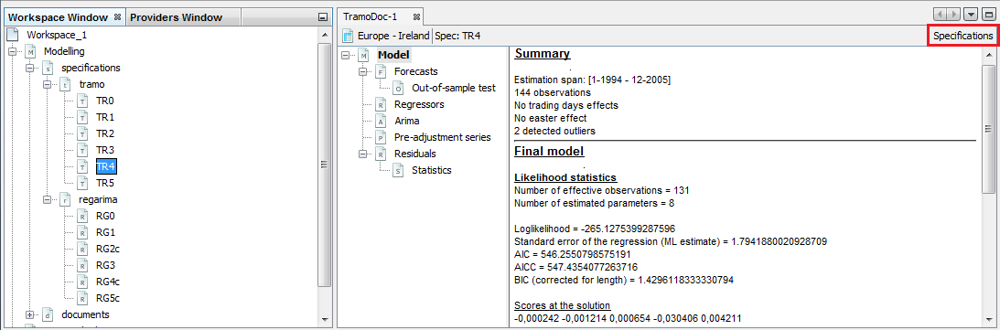 Workspace Window
Providers Window
Workspace_1
Modelling
specifications
tramo
TR0
TR1
TR2
TR3
TR4
TR5
regarima
RG0
RG1
RG2c
RG3
RG4c
RG5c
documents
TramoDoc-1
Europe - Ireland Spec: TR4
Specifications
Model
Forecasts
Out-of-sample test
Regressors
Arima
Pre-adjustment series
Residuals
Statistics
Summary
Estimation span: [1-1994 - 12-2005]
144 observations
No trading days effects
No easter effect
2 detected outliers
Final model
Likelihood statistics
Number of effective observations = 131
Number of estimated parameters = 8
Loglikelihood = -265.1275399287596
Standard error of the regression (ML estimate) = 1.7941880020928709
AIC = 546.2550798575191
AICC = 547.4354077263716
BIC (corrected for length) = 1.4296118333330794
Scores at the solution
-0,000242 -0,001214 0,000654 -0,030406 0,004211